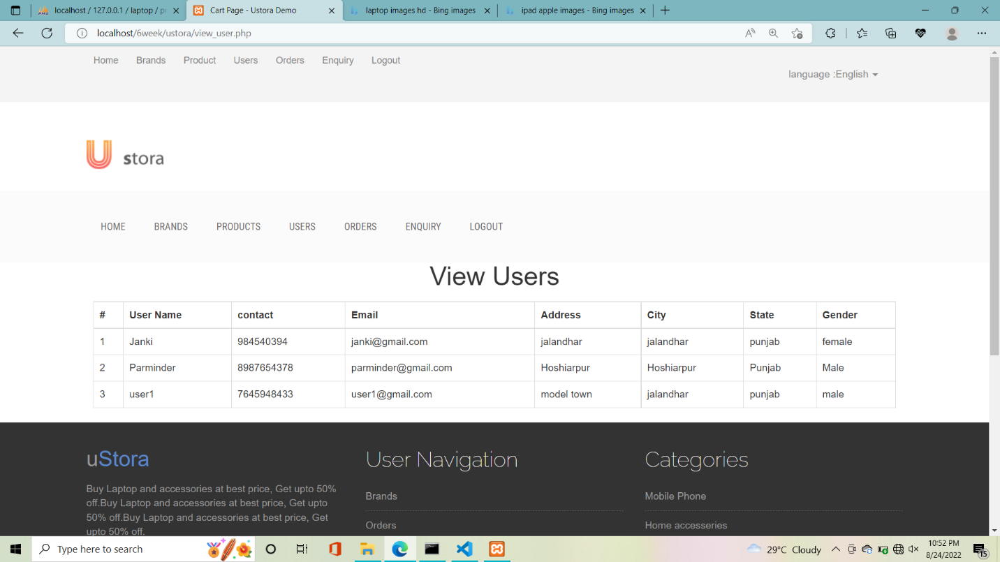 localhost / 127.0.0.1 / laptop / pr
Cart Page - Ustora Demo
laptop images hd - Bing images
ipad apple images - Bing images
localhost/6week/ustora/view_user.php
Home Brands Product Users Orders Enquiry Logout
language :English
U stora
HOME BRANDS PRODUCTS USERS ORDERS ENQUIRY LOGOUT
View Users
# User Name contact Email Address City State Gender
1 Janki 984540394 janki@gmail.com jalandhar jalandhar punjab female
2 Parminder 8987654378 parminder@gmail.com Hoshiarpur Hoshiarpur Punjab Male
3 user1 7645948433 user1@gmail.com model town jalandhar punjab male
uStora
Buy Laptop and accessories at best price, Get upto 50%
off.Buy Laptop and accessories at best price, Get upto
50% off.Buy Laptop and accessories at best price, Get
upto 50% off.
User Navigation
Brands
Orders
Categories
Mobile Phone
Home accesseries
Type here to search
29°C Cloudy
10:52 PM
8/24/2022
15